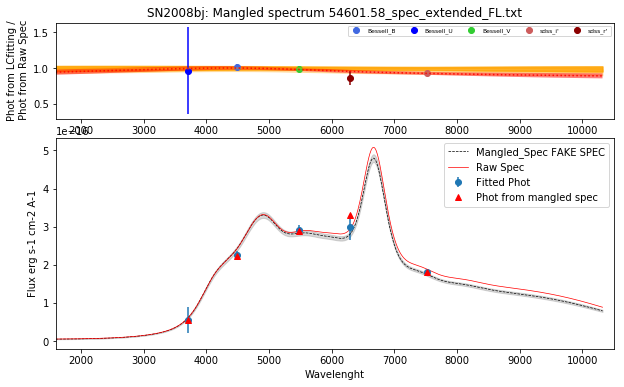 SN2008bj: Mangled spectrum 54601.58_spec_extended_FL.txt
Phot from LCfitting /
Phot from Raw Spec
1.5
1.0
0.5
Bessell_B
Bessell_U
Bessell_V
sdss_i'
sdss_r'
2000 3000 4000 5000 6000 7000 8000 9000 10000
1e−16
Flux erg s-1 cm-2 A-1
5
4
3
2
1
0
Mangled_Spec FAKE SPEC
Raw Spec
Fitted Phot
Phot from mangled spec
2000 3000 4000 5000 6000 7000 8000 9000 10000
Wavelenght